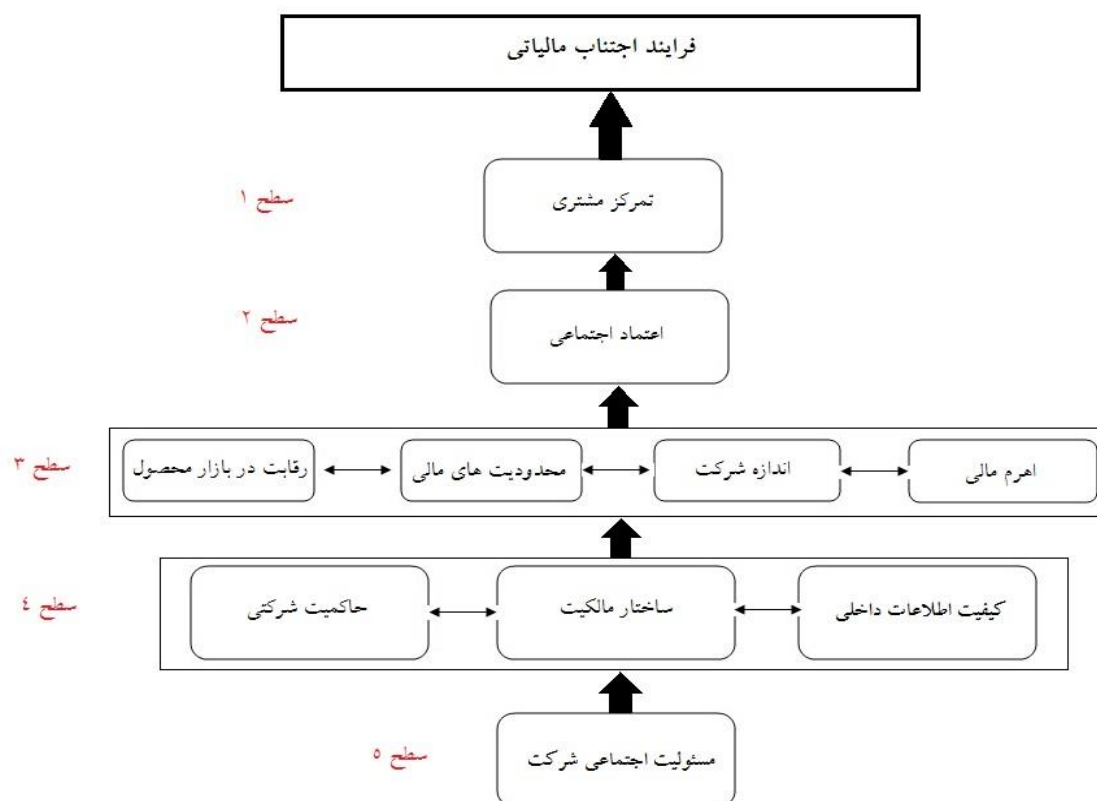 فرایند اجتناب مالیاتی
تمرکز مشتری
سطح ۱
اعتماد اجتماعی
سطح ۲
اهرم مالی
اندازه شرکت
محدودیت های مالی
رقابت در بازار محصول
سطح ۳
کیفیت اطلاعات داخلی
ساختار مالکیت
حاکمیت شرکتی
سطح ٤
مسئولیت اجتماعی شرکت
سطح ٥